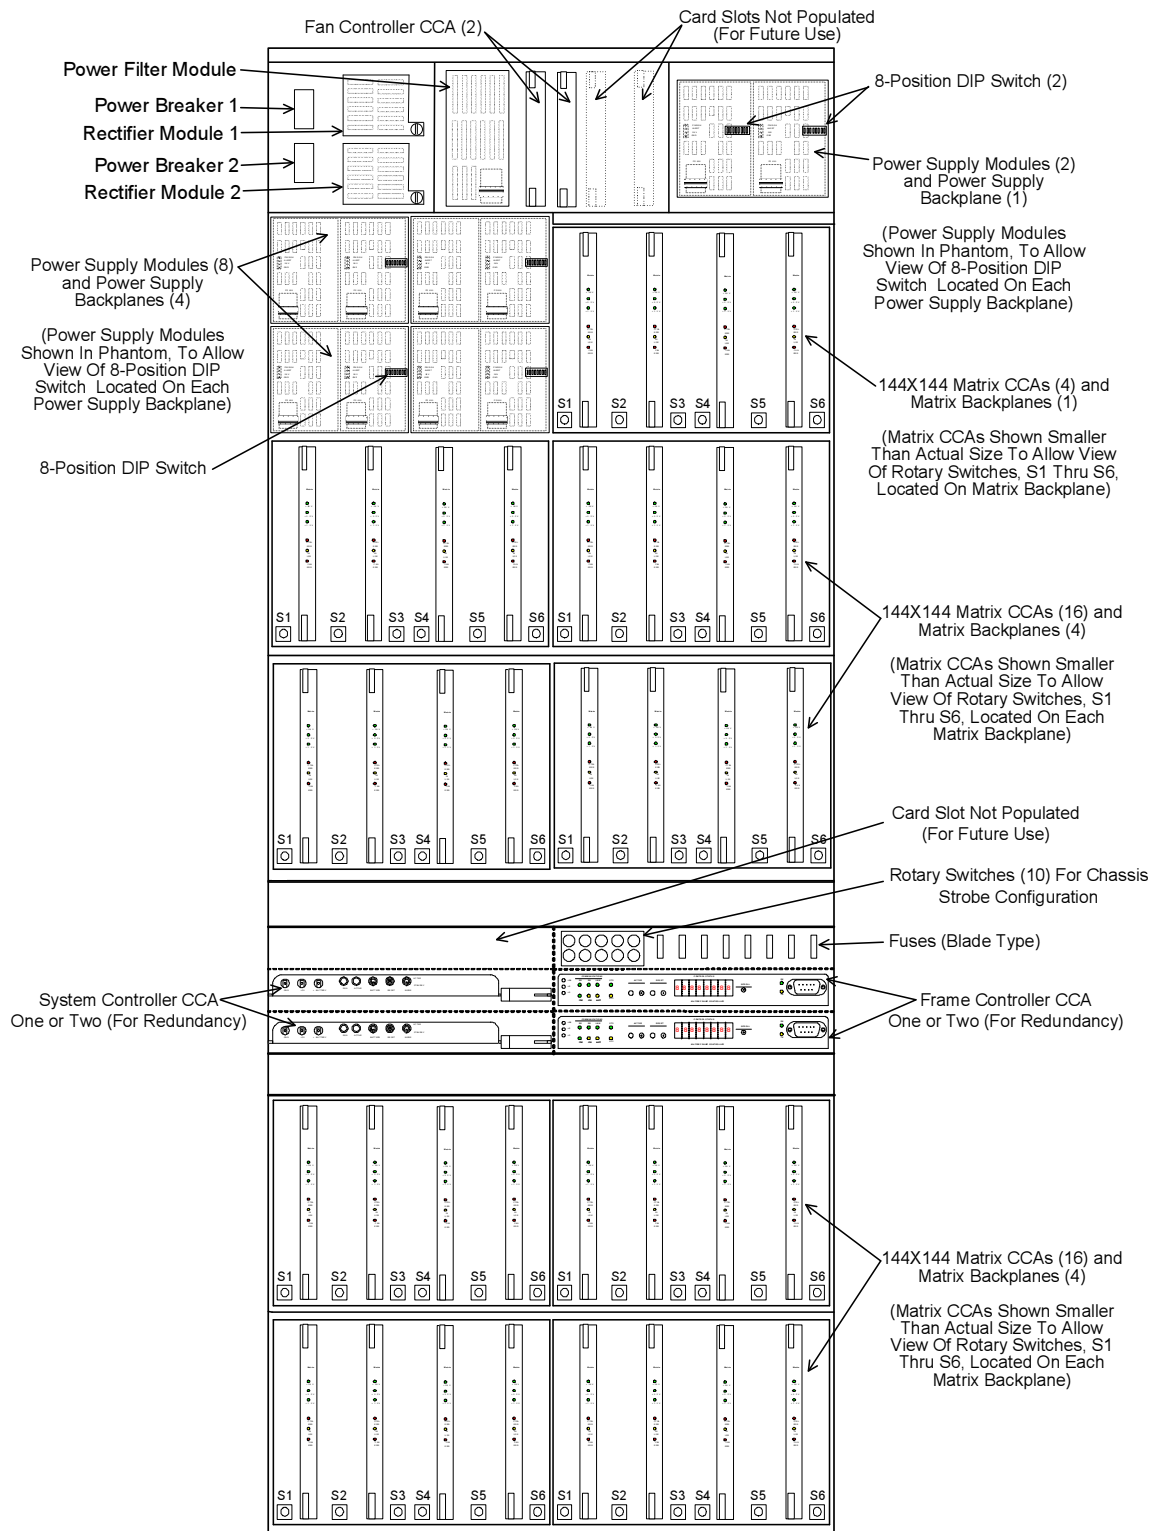 Fan Controller CCA (2)
Card Slots Not Populated
(For Future Use)
Power Filter Module
Power Breaker 1
Rectifier Module 1
Power Breaker 2
Rectifier Module 2
8-Position DIP Switch (2)
Power Supply Modules (2)
and Power Supply
Backplane (1)
(Power Supply Modules
Shown In Phantom, To Allow
View Of 8-Position DIP
Switch Located On Each
Power Supply Backplane)
Power Supply Modules (8)
and Power Supply
Backplanes (4)
(Power Supply Modules
Shown In Phantom, To Allow
View Of 8-Position DIP
Switch Located On Each
Power Supply Backplane)
8-Position DIP Switch
S1 S2 S3 S4 S5 S6
144X144 Matrix CCAs (4) and
Matrix Backplanes (1)
(Matrix CCAs Shown Smaller
Than Actual Size To Allow View
Of Rotary Switches, S1 Thru S6,
Located On Matrix Backplane)
S1 S2 S3 S4 S5 S6 S1 S2 S3 S4 S5 S6
144X144 Matrix CCAs (16) and
Matrix Backplanes (4)
(Matrix CCAs Shown Smaller
Than Actual Size To Allow
View Of Rotary Switches, S1
Thru S6, Located On Each
Matrix Backplane)
S1 S2 S3 S4 S5 S6 S1 S2 S3 S4 S5 S6
Card Slot Not Populated
(For Future Use)
Rotary Switches (10) For Chassis
Strobe Configuration
Fuses (Blade Type)
System Controller CCA
One or Two (For Redundancy)
Frame Controller CCA
One or Two (For Redundancy)
S1 S2 S3 S4 S5 S6 S1 S2 S3 S4 S5 S6
144X144 Matrix CCAs (16) and
Matrix Backplanes (4)
(Matrix CCAs Shown Smaller
Than Actual Size To Allow
View Of Rotary Switches, S1
Thru S6, Located On Each
Matrix Backplane)
S1 S2 S3 S4 S5 S6 S1 S2 S3 S4 S5 S6